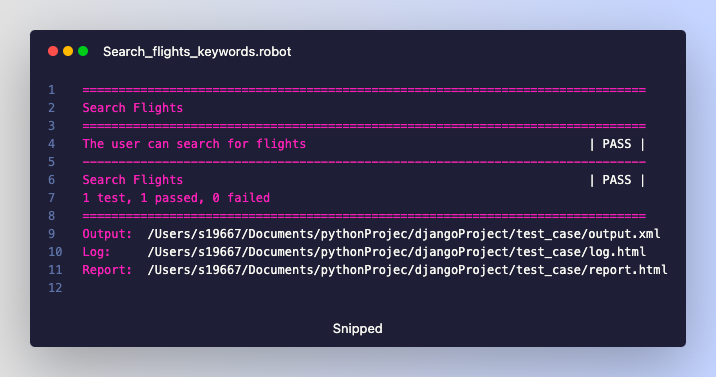 Search_flights_keywords.robot
1 ==============================================================================
2 Search Flights
3 ==============================================================================
4 The user can search for flights | PASS |
5 ==============================================================================
6 Search Flights | PASS |
7 1 test, 1 passed, 0 failed
8 ==============================================================================
9 Output: /Users/s19667/Documents/pythonProjec/djangoProject/test_case/output.xml
10 Log: /Users/s19667/Documents/pythonProjec/djangoProject/test_case/log.html
11 Report: /Users/s19667/Documents/pythonProjec/djangoProject/test_case/report.html
12
Snipped